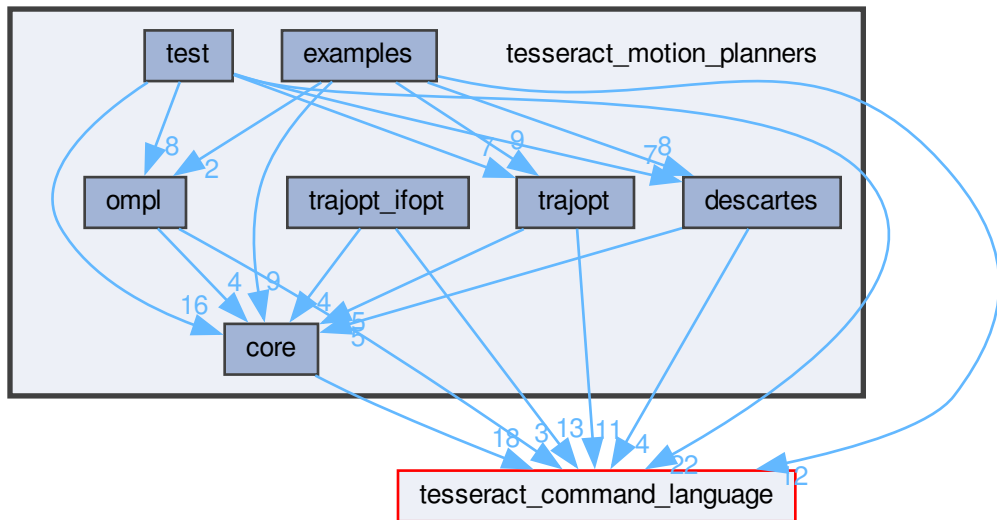 test examples tesseract_motion_planners
8 2 7 9 7 8
ompl trajopt_ifopt trajopt descartes
16 4 9 4 5 5
core
18 3 13 11 4 22 12
tesseract_command_language